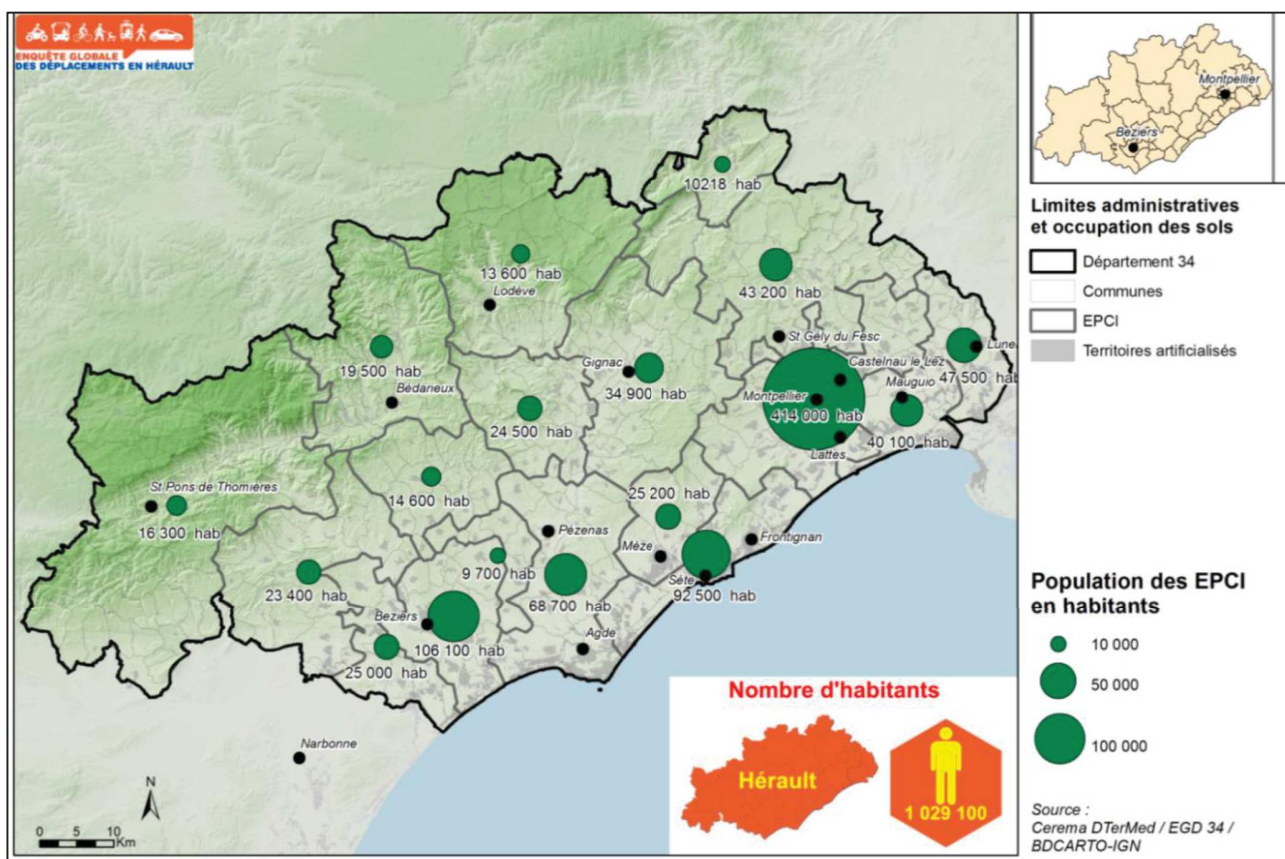 ENQUÊTE GLOBALE
DES DÉPLACEMENTS EN HÉRAULT
10218 hab
13 600 hab
Lodéve
43 200 hab
St Gély du Fesc
Castelnau le Léz
Lune
47 500 hab
Mauguio
Gignac
34 900 hab
Montpellier
414 000 hab
40 100 hab
Lattes
19 500 hab
Bédarieux
24 500 hab
14 600 hab
25 200 hab
St Pons de Thomières
16 300 hab
Pézenas
Frontignan
Mèze
9 700 hab
Séte
92 500 hab
23 400 hab
68 700 hab
Beziérs
106 100 hab
Agde
25 000 hab
Narbonne
N
0 5 10
Km
Nombre d'habitants
Hérault
1 029 100
Montpellier
Beziérs
Limites administratives
et occupation des sols
Département 34
Communes
EPCI
Territoires artificialisés
Population des EPCI
en habitants
10 000
50 000
100 000
Source :
Cerema DTerMed / EGD 34 /
BDCARTO-IGN